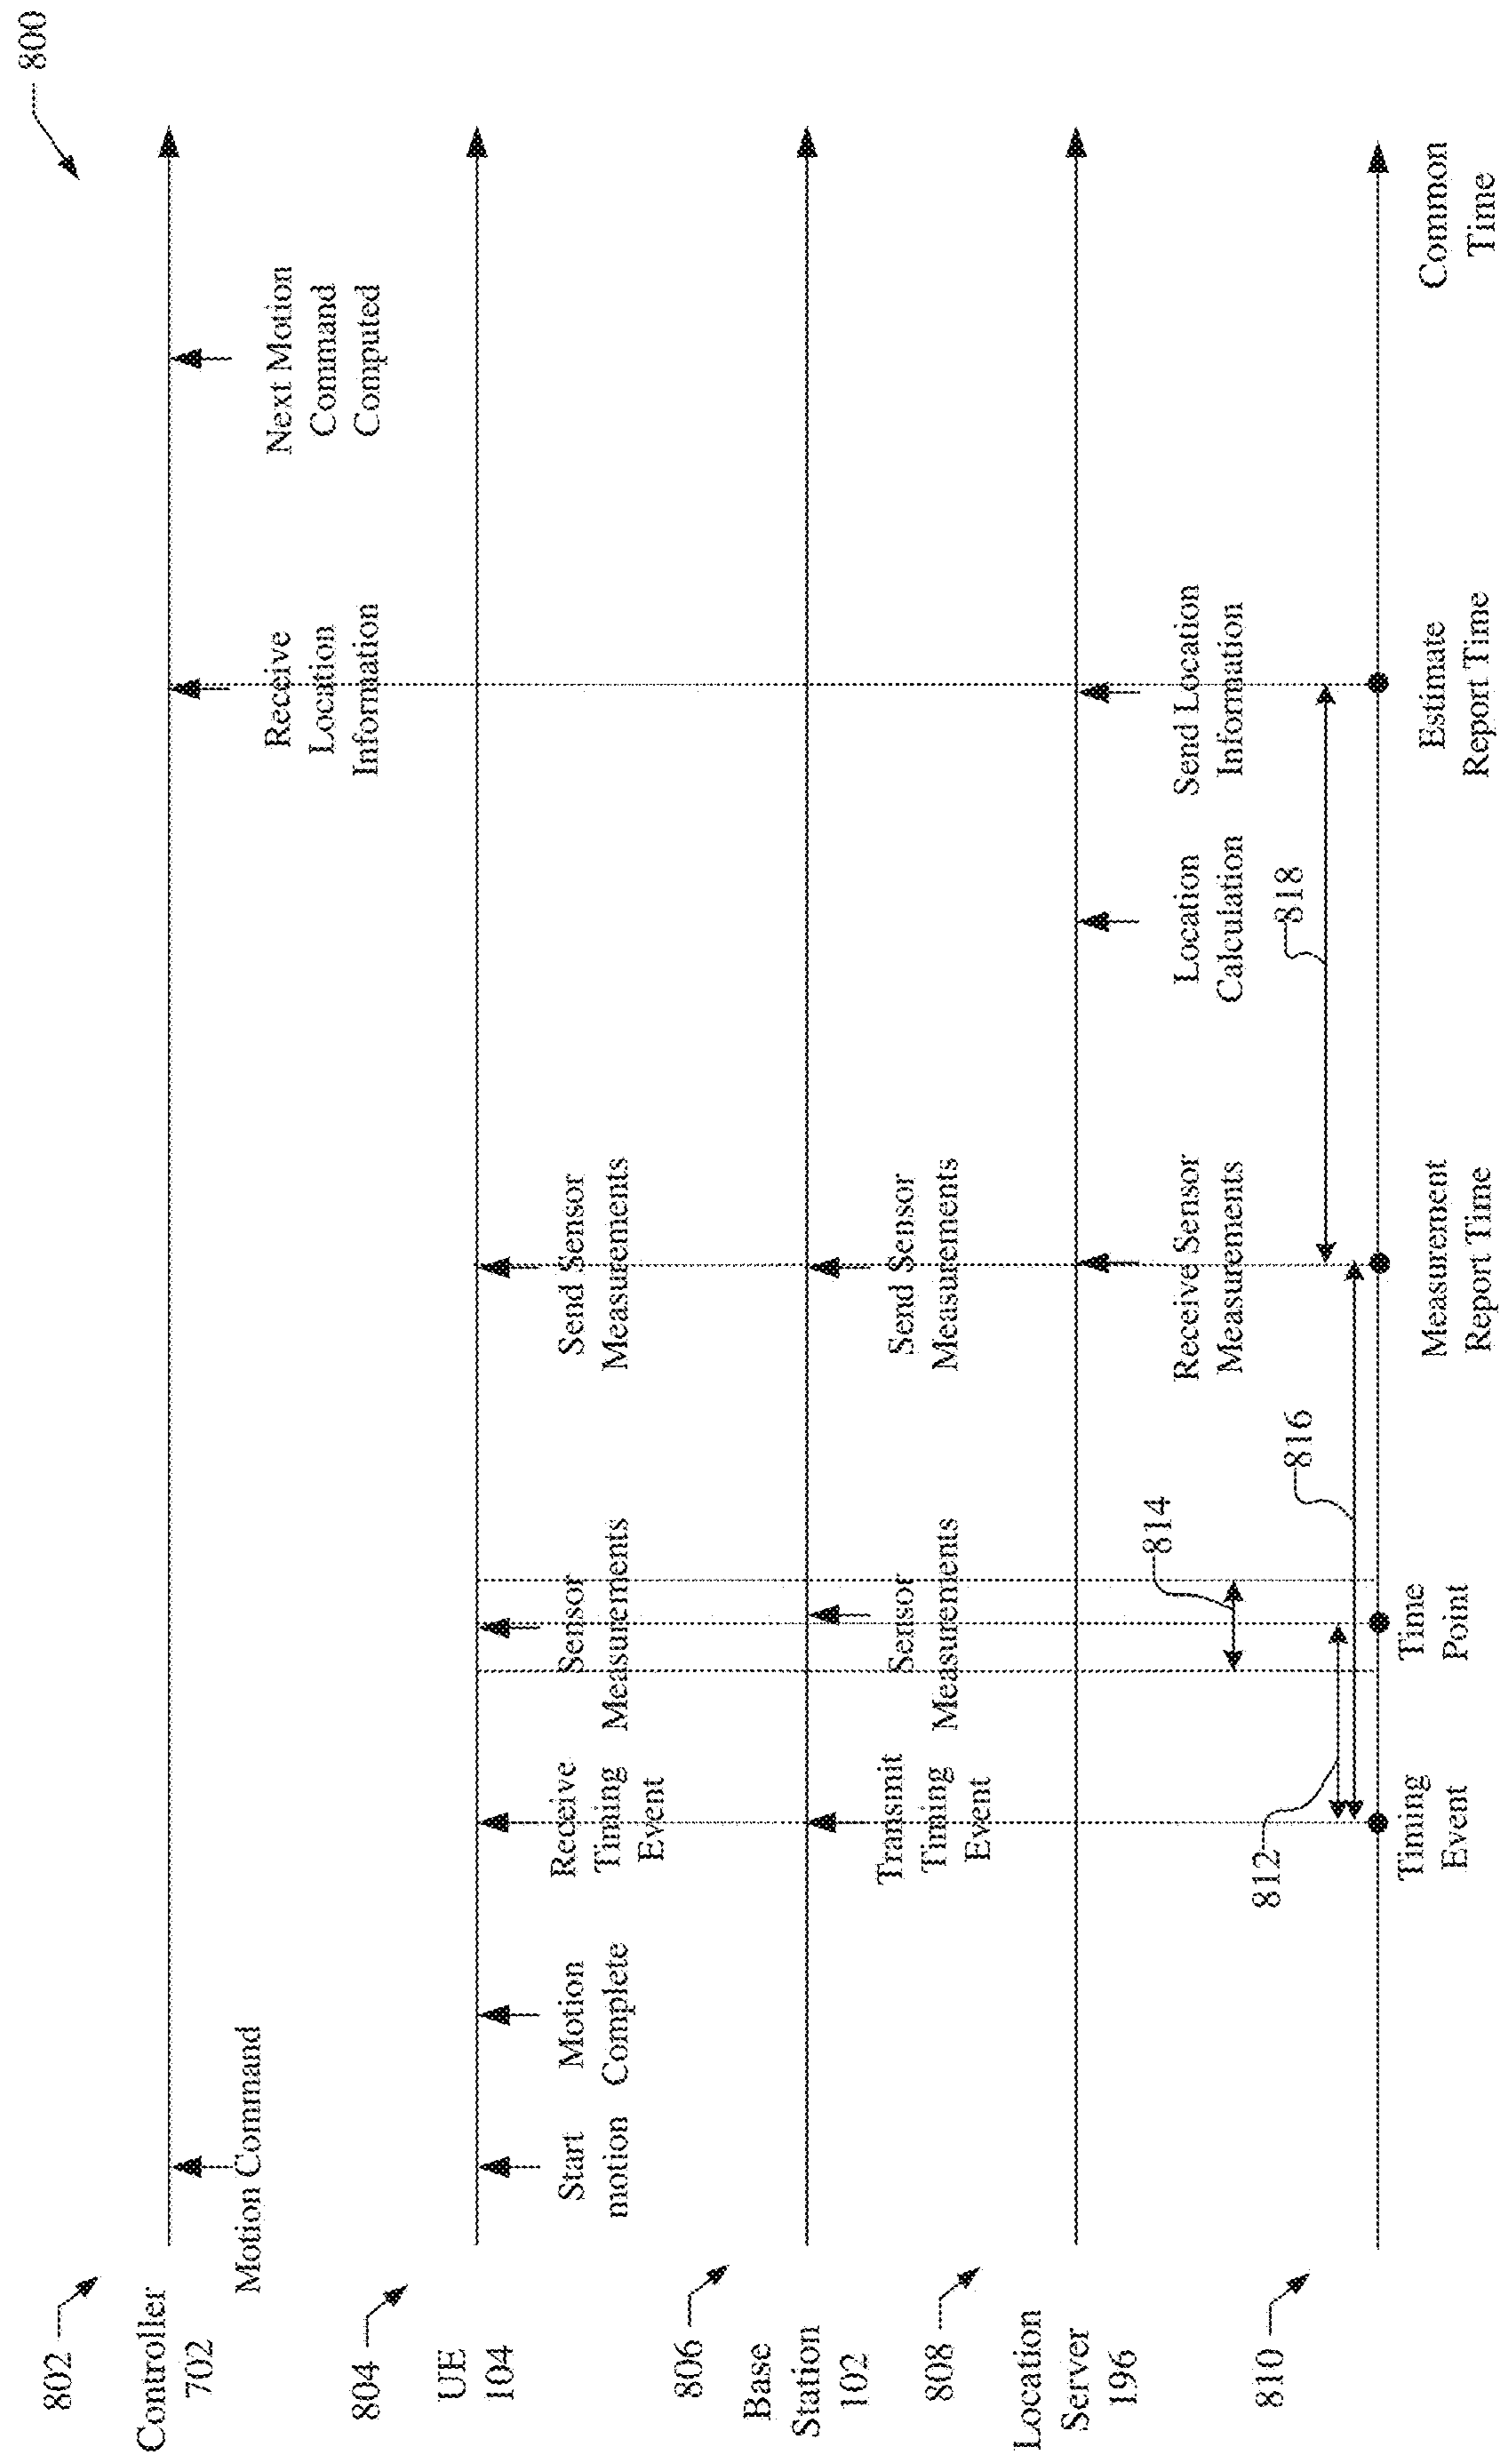 800
802
Controller
702
Motion Command
Receive
Location
Information
Next Motion
Command
Computed
804
UE
104
Start
motion
Motion
Complete
Receive
Timing
Event
Sensor
Measurements
Send Sensor
Measurements
806
Base
Station
102
Transmit
Timing
Event
Sensor
Measurements
Send Sensor
Measurements
808
Location
Server
196
814
Receive Sensor
Measurements
Location
Calculation
Send Location
Information
810
812
816
818
Timing
Event
Time
Point
Measurement
Report Time
Estimate
Report Time
Common
Time